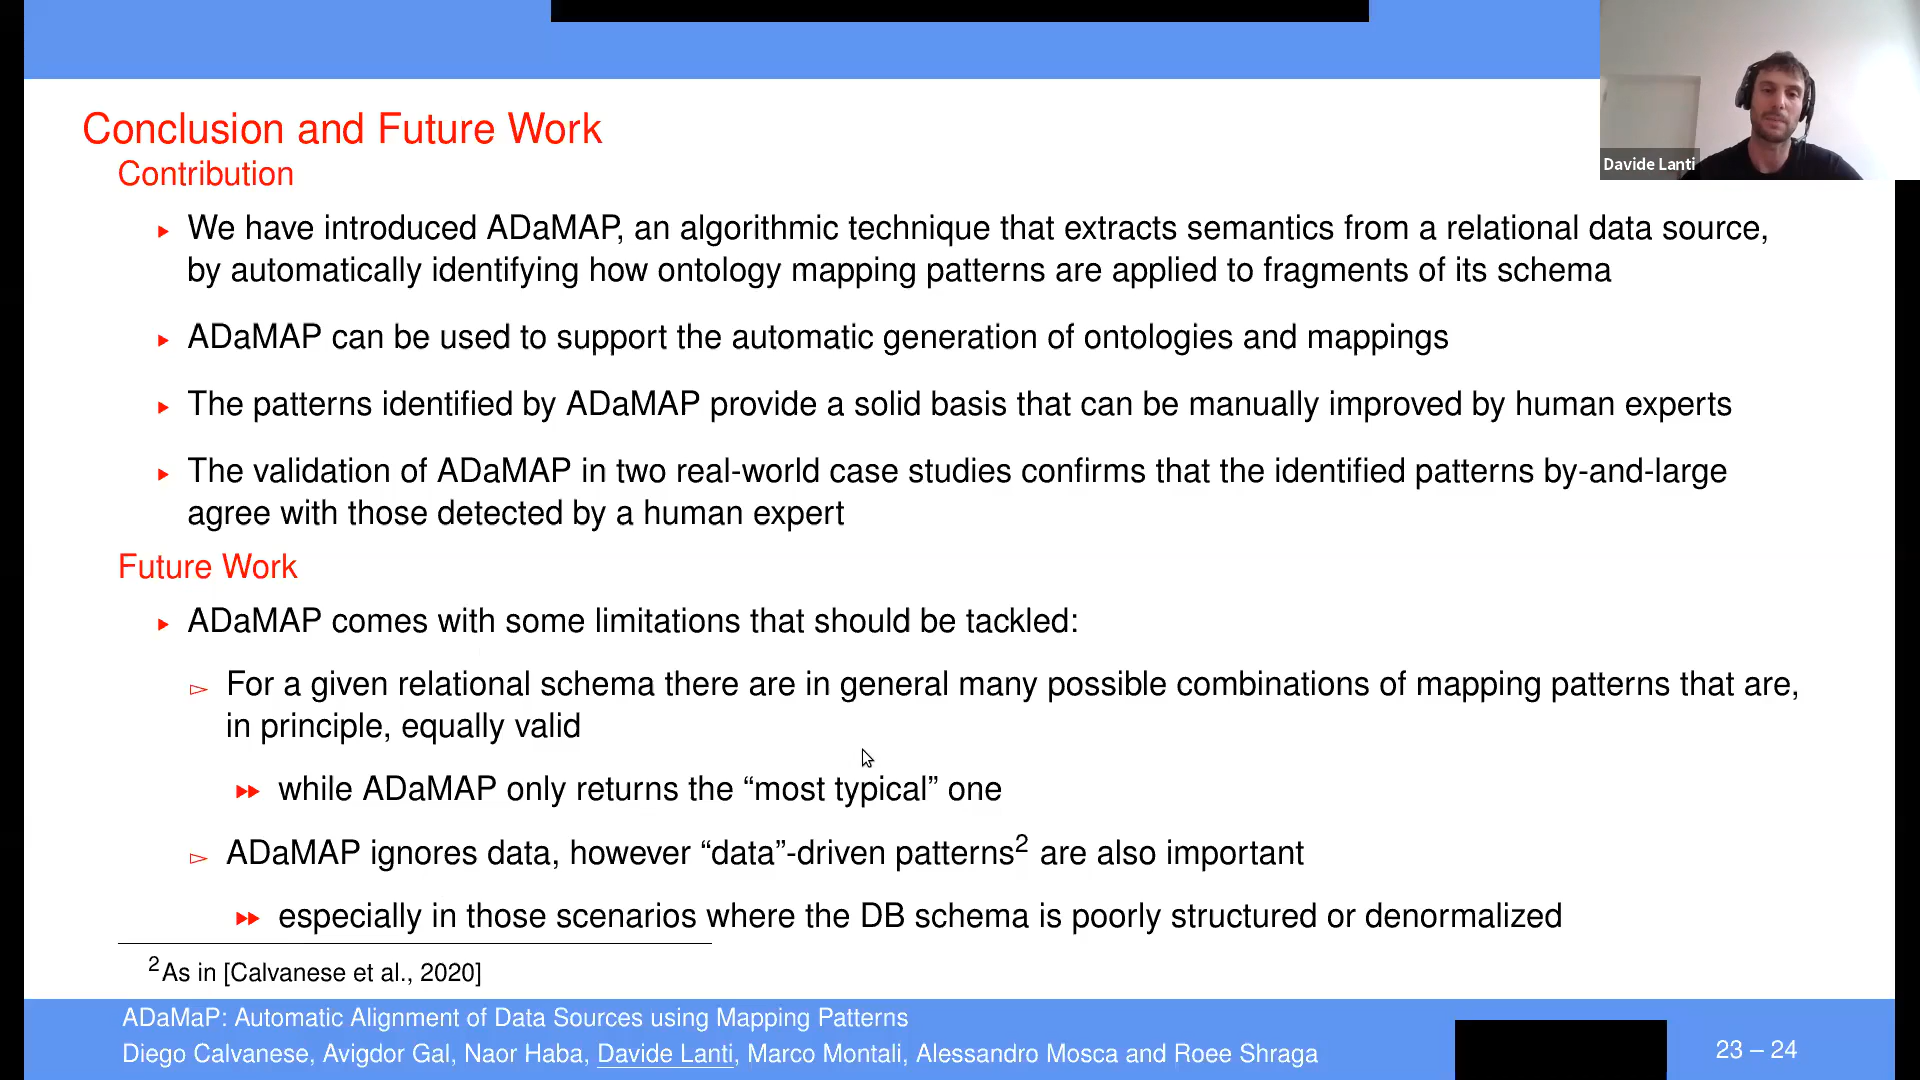 Davide Lanti
Conclusion and Future Work
Contribution
We have introduced ADaMAP, an algorithmic technique that extracts semantics from a relational data source,
by automatically identifying how ontology mapping patterns are applied to fragments of its schema
ADaMAP can be used to support the automatic generation of ontologies and mappings
The patterns identified by ADaMAP provide a solid basis that can be manually improved by human experts
The validation of ADaMAP in two real-world case studies confirms that the identified patterns by-and-large
agree with those detected by a human expert
Future Work
ADaMAP comes with some limitations that should be tackled:
For a given relational schema there are in general many possible combinations of mapping patterns that are,
in principle, equally valid
while ADaMAP only returns the “most typical” one
ADaMAP ignores data, however “data”-driven patterns² are also important
especially in those scenarios where the DB schema is poorly structured or denormalized
²As in [Calvanese et al., 2020]
ADaMaP: Automatic Alignment of Data Sources using Mapping Patterns
Diego Calvanese, Avigdor Gal, Naor Haba, Davide Lanti, Marco Montali, Alessandro Mosca and Roee Shraga
23 – 24